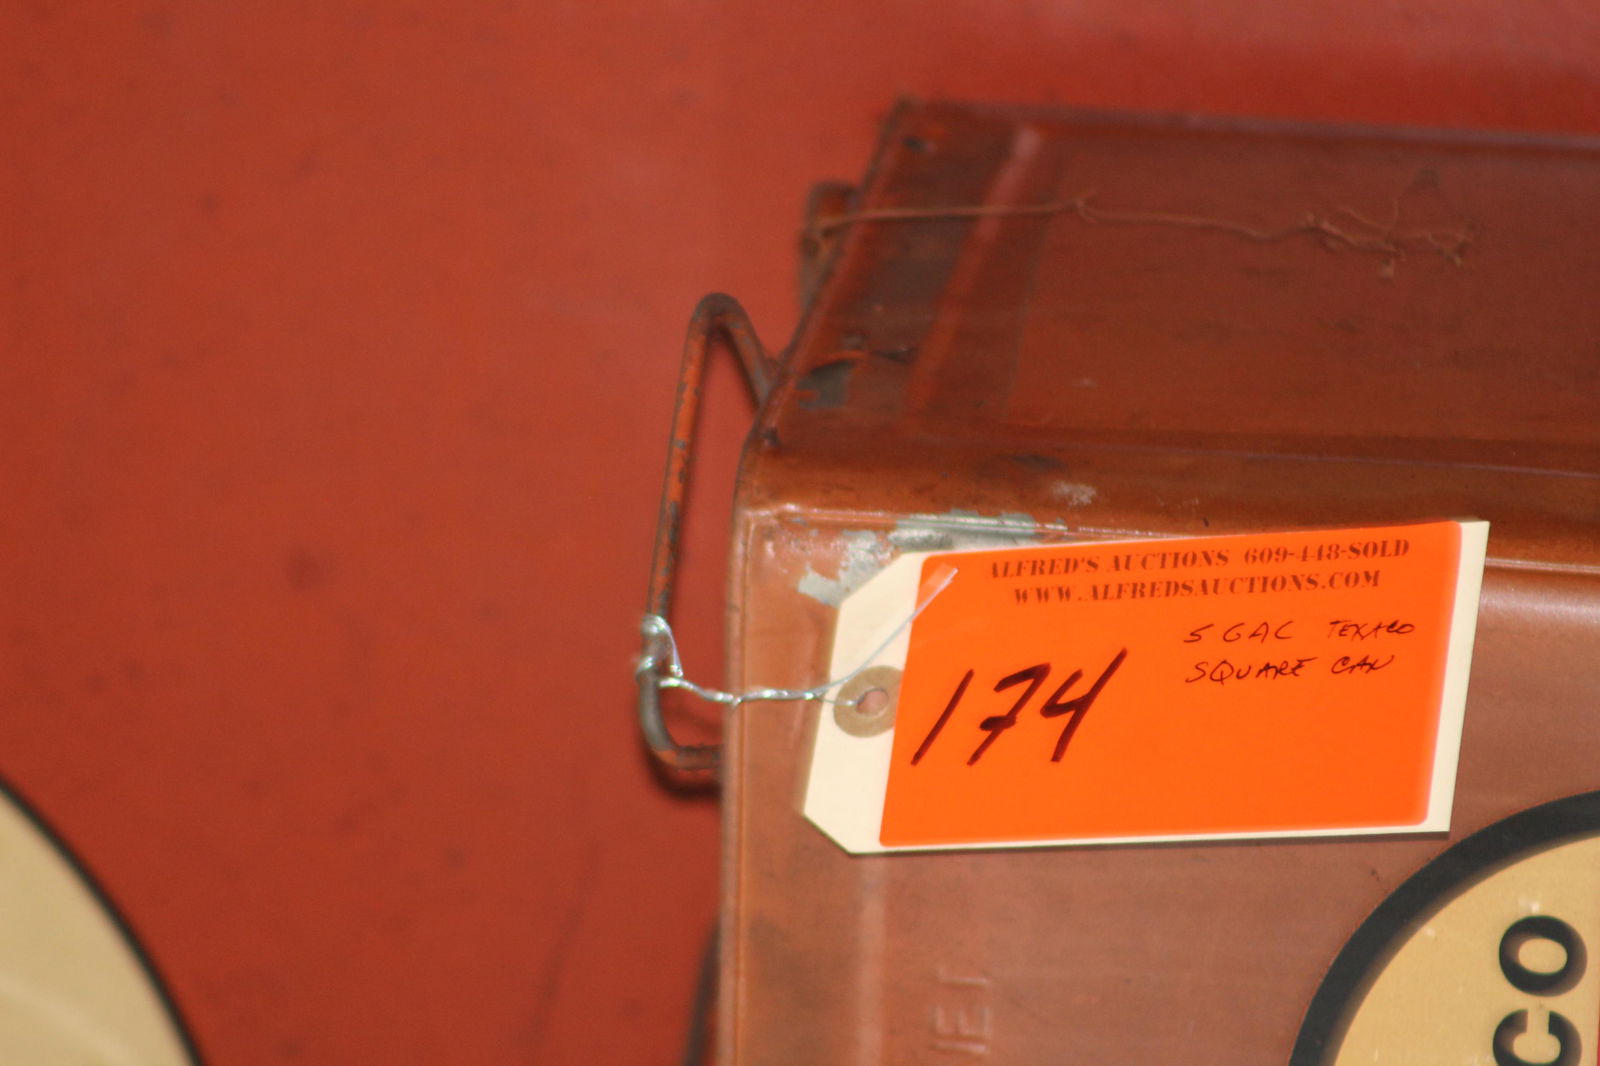 ALFRED'S AUCTIONS 609-448-SOLD
WWW.ALFREDSAUCTIONS.COM
5 GAL TEXACO
SQUARE CAN
174
CO